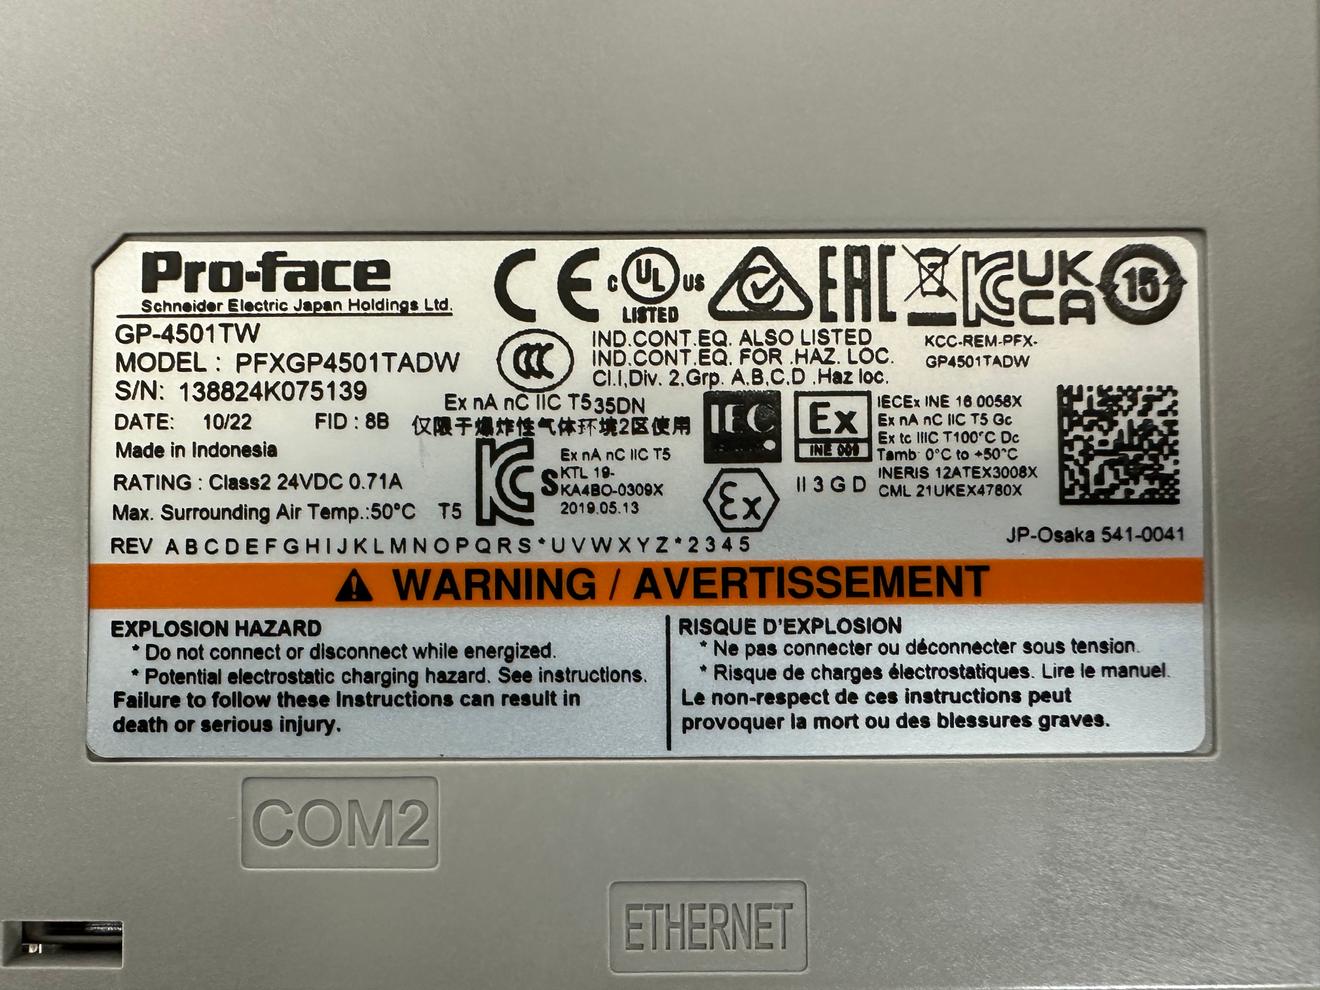 Pro-face
Schneider Electric Japan Holdings Ltd.
GP-4501TW
MODEL : PFXGP4501TADW
S/N: 138824K075139
DATE: 10/22 FID : 8B
Made in Indonesia
RATING : Class2 24VDC 0.71A
Max. Surrounding Air Temp.:50°C T5
REV A B C D E F G H I J K L M N O P Q R S * U V W X Y Z * 2 3 4 5
CE
C UL US
LISTED
EAC
UK
CA
15
CCC
IND.CONT.EQ. ALSO LISTED
IND.CONT.EQ. FOR .HAZ. LOC.
Cl.I,Div. 2,Grp. A,B,C,D .Haz loc.
KCC-REM-PFX-
GP4501TADW
Ex nA nC IIC T5 35DN
仅限于爆炸性气体环境2区使用
KC S
Ex nA nC IIC T5
KTL 19-
KA4BO-0309X
2019.05.13
IEC
Ex
INE 009
Ex
II 3 G D
IECEx INE 16 0058X
Ex nA nC IIC T5 Gc
Ex tc IIIC T100°C Dc
Tamb 0°C to +50°C
INERIS 12ATEX3008X
CML 21UKEX4780X
JP-Osaka 541-0041
WARNING / AVERTISSEMENT
EXPLOSION HAZARD
* Do not connect or disconnect while energized.
* Potential electrostatic charging hazard. See instructions.
Failure to follow these Instructions can result in
death or serious injury.
RISQUE D'EXPLOSION
* Ne pas connecter ou déconnecter sous tension.
* Risque de charges électrostatiques. Lire le manuel.
Le non-respect de ces instructions peut
provoquer la mort ou des blessures graves.
COM2
ETHERNET